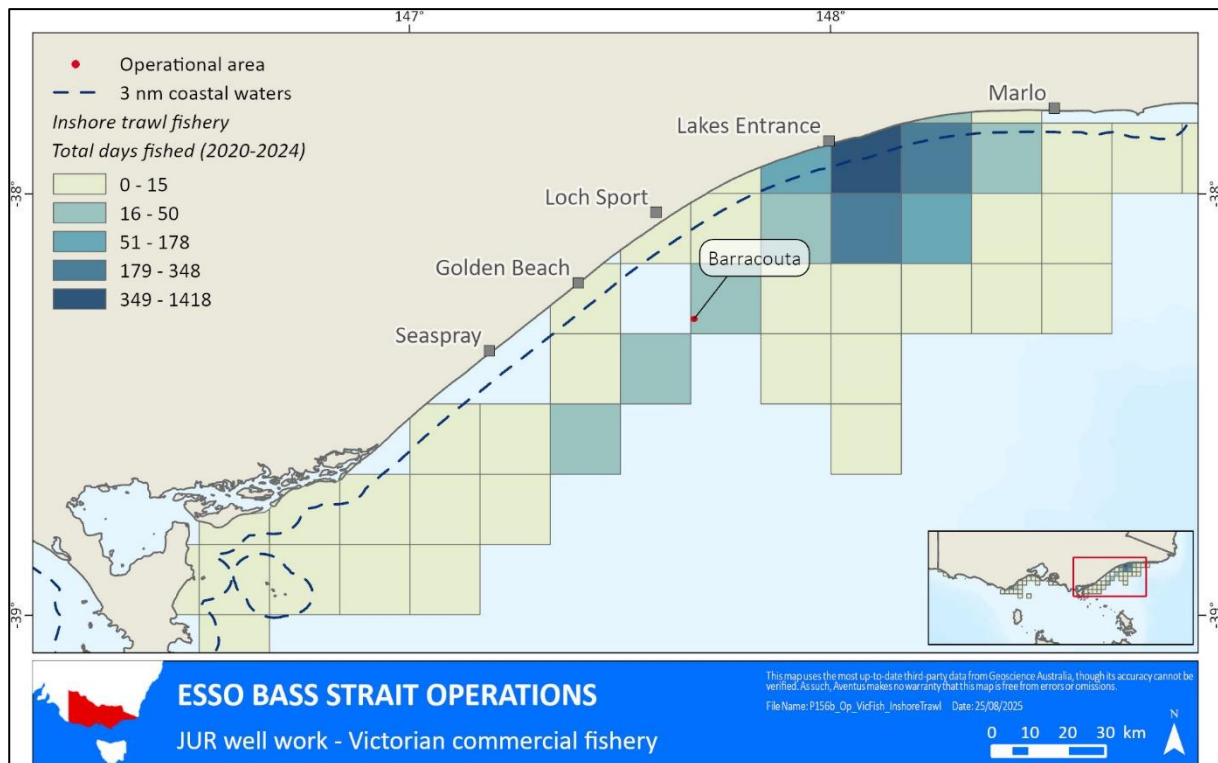 147°
148°
Operational area
3 nm coastal waters
Inshore trawl fishery
Total days fished (2020-2024)
0 - 15
16 - 50
51 - 178
179 - 348
349 - 1418
Marlo
Lakes Entrance
-38°
-38°
Loch Sport
Barracouta
Golden Beach
Seaspray
-39°
-39°
ESSO BASS STRAIT OPERATIONS
JUR well work - Victorian commercial fishery
This map uses the most up-to-date third-party data from Geoscience Australia, though its accuracy cannot be
verified. As such, Aventus makes no warranty that this map is free from errors or omissions.
File Name: P156b_Op_VicFish_InshoreTrawl Date: 25/08/2025
0 10 20 30 km
N